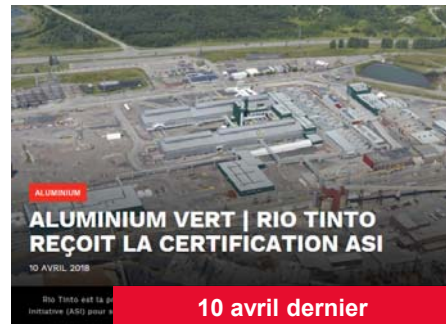 ALUMINIUM
ALUMINIUM VERT | RIO TINTO
REÇOIT LA CERTIFICATION ASI
10 AVRIL 2018
Rio Tinto est la
Initiative (ASI) pour
10 avril dernier